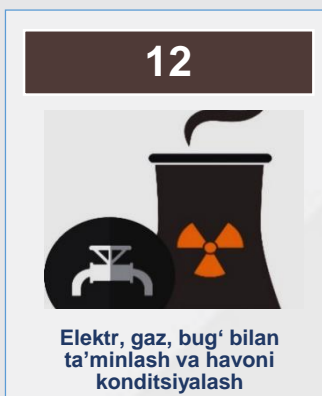 12
Elektr, gaz, bug‘ bilan
ta’minlash va havoni
konditsiyalash